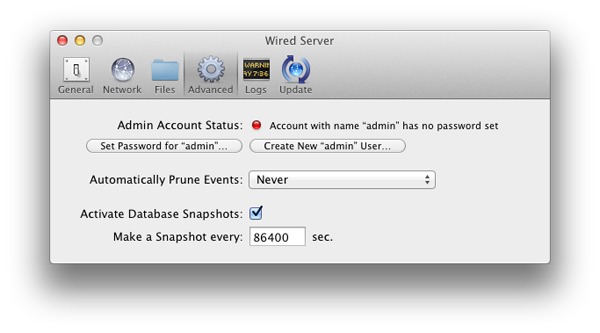 Wired Server
General Network Files Advanced Logs Update
WARNIN
AY 7:86
Admin Account Status: Account with name “admin” has no password set
Set Password for “admin”... Create New “admin” User...
Automatically Prune Events: Never
Activate Database Snapshots:
Make a Snapshot every: 86400 sec.